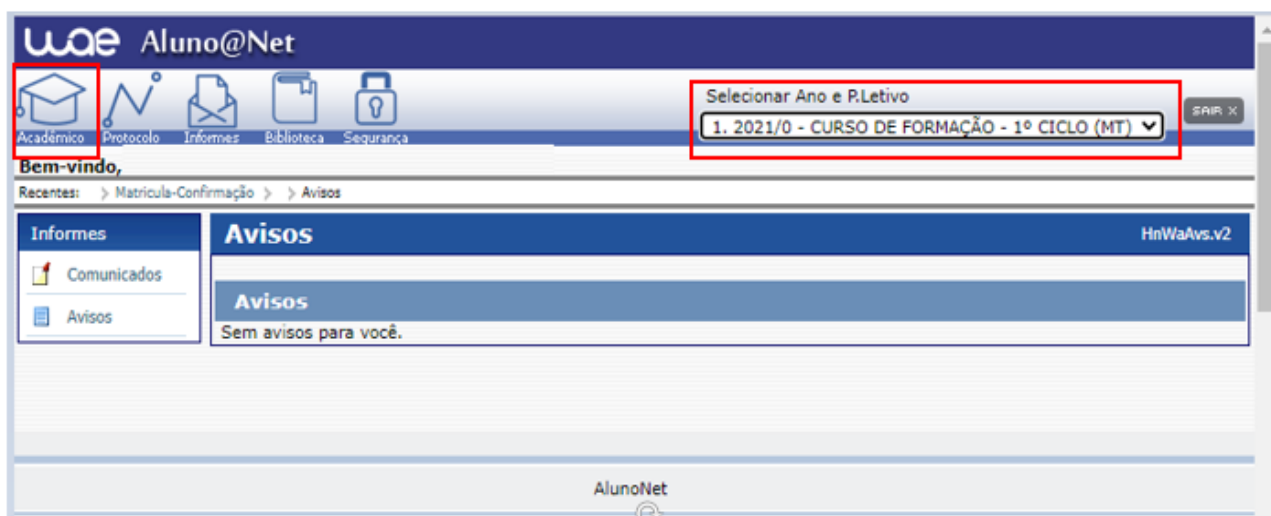 wae Aluno@Net
Selecionar Ano e P.Letivo
1. 2021/0 - CURSO DE FORMAÇÃO - 1º CICLO (MT)
SAIR X
Acadêmico Protocolo Informes Biblioteca Segurança
Bem-vindo,
Recentes: > Matricula-Confirmação > > Avisos
Informes
Comunicados
Avisos
Avisos HnWaAvs.v2
Avisos
Sem avisos para você.
AlunoNet